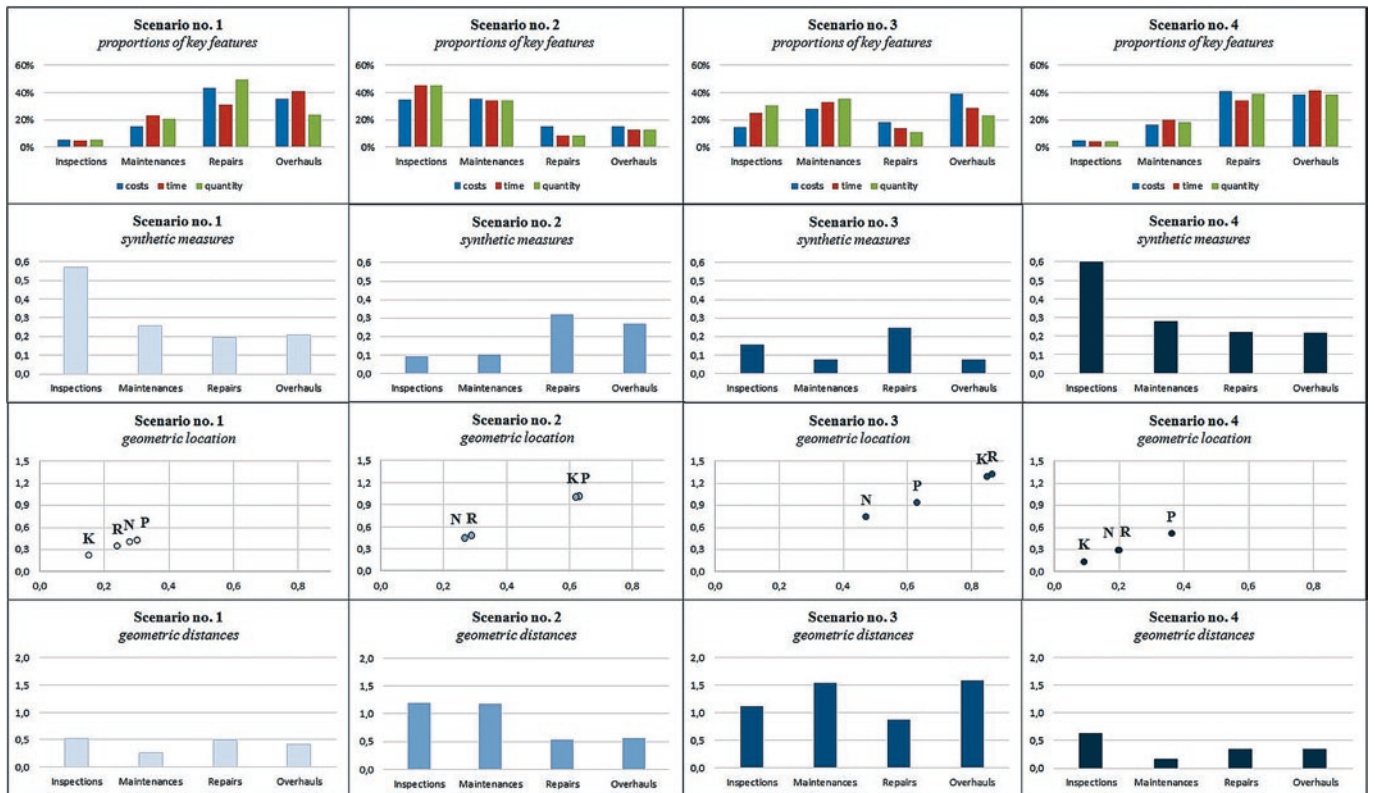 Scenario no. 1
proportions of key features
60%
40%
20%
0%
Inspections Maintenances Repairs Overhauls
costs time quantity
Scenario no. 2
proportions of key features
60%
40%
20%
0%
Inspections Maintenances Repairs Overhauls
costs time quantity
Scenario no. 3
proportions of key features
60%
40%
20%
0%
Inspections Maintenances Repairs Overhauls
costs time quantity
Scenario no. 4
proportions of key features
60%
40%
20%
0%
Inspections Maintenances Repairs Overhauls
costs time quantity
Scenario no. 1
synthetic measures
0,6
0,5
0,4
0,3
0,2
0,1
0,0
Inspections Maintenances Repairs Overhauls
Scenario no. 2
synthetic measures
0,6
0,5
0,4
0,3
0,2
0,1
0,0
Inspections Maintenances Repairs Overhauls
Scenario no. 3
synthetic measures
0,6
0,5
0,4
0,3
0,2
0,1
0,0
Inspections Maintenances Repairs Overhauls
Scenario no. 4
synthetic measures
0,6
0,5
0,4
0,3
0,2
0,1
0,0
Inspections Maintenances Repairs Overhauls
Scenario no. 1
geometric location
1,5
1,2
0,9
0,6
0,3
0,0
K R N P
0,0 0,2 0,4 0,6 0,8
Scenario no. 2
geometric location
1,5
1,2
0,9
0,6
0,3
0,0
K P
N R
0,0 0,2 0,4 0,6 0,8
Scenario no. 3
geometric location
1,5
1,2
0,9
0,6
0,3
0,0
K R
P
N
0,0 0,2 0,4 0,6 0,8
Scenario no. 4
geometric location
1,5
1,2
0,9
0,6
0,3
0,0
P
N R
K
0,0 0,2 0,4 0,6 0,8
Scenario no. 1
geometric distances
2,0
1,5
1,0
0,5
0,0
Inspections Maintenances Repairs Overhauls
Scenario no. 2
geometric distances
2,0
1,5
1,0
0,5
0,0
Inspections Maintenances Repairs Overhauls
Scenario no. 3
geometric distances
2,0
1,5
1,0
0,5
0,0
Inspections Maintenances Repairs Overhauls
Scenario no. 4
geometric distances
2,0
1,5
1,0
0,5
0,0
Inspections Maintenances Repairs Overhauls